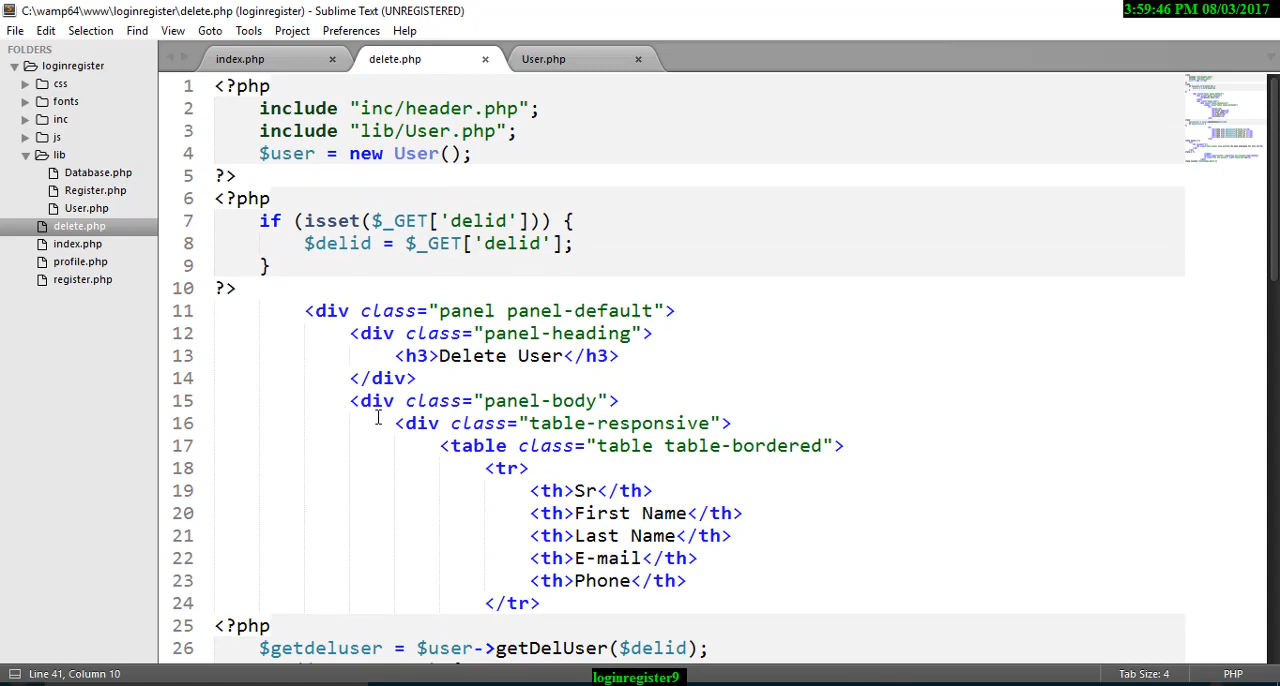 C:\wamp64\www\loginregister\delete.php (loginregister) - Sublime Text (UNREGISTERED)
3:59:46 PM 08/03/2017
File Edit Selection Find View Goto Tools Project Preferences Help
FOLDERS
loginregister
css
fonts
inc
js
lib
Database.php
Register.php
User.php
delete.php
index.php
profile.php
register.php
index.php × delete.php × User.php ×
1 <?php
2 include "inc/header.php";
3 include "lib/User.php";
4 $user = new User();
5 ?>
6 <?php
7 if (isset($_GET['delid'])) {
8 $delid = $_GET['delid'];
9 }
10 ?>
11 <div class="panel panel-default">
12 <div class="panel-heading">
13 <h3>Delete User</h3>
14 </div>
15 <div class="panel-body">
16 <div class="table-responsive">
17 <table class="table table-bordered">
18 <tr>
19 <th>Sr</th>
20 <th>First Name</th>
21 <th>Last Name</th>
22 <th>E-mail</th>
23 <th>Phone</th>
24 </tr>
25 <?php
26 $getdeluser = $user->getDelUser($delid);
Line 41, Column 10
loginregister9
Tab Size: 4
PHP